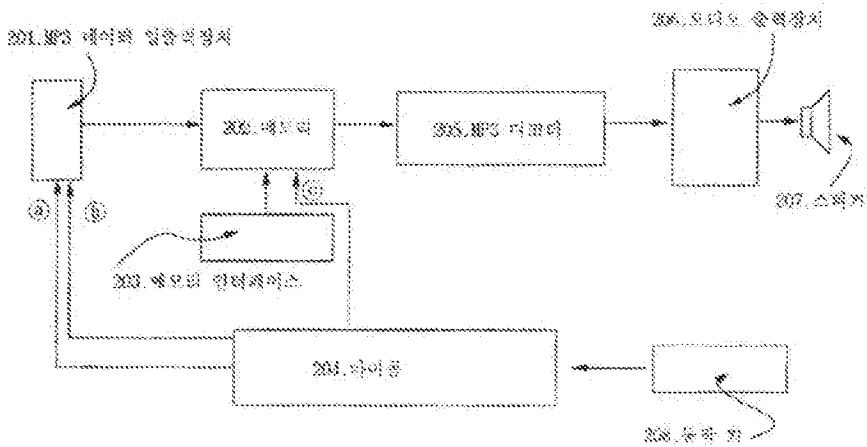 201.MP3 데이터 입출력장치
206.오디오 출력장치
202.메모리
205.MP3 디코더
207.스피커
ⓐ
ⓑ
ⓒ
203.메모리 인터페이스
204.마이콤
208.동작 키